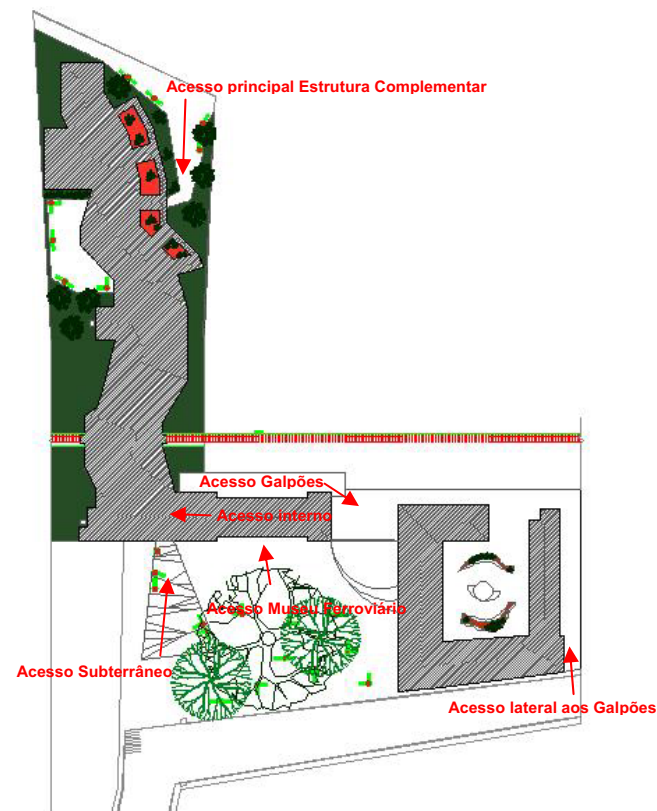 Acesso principal Estrutura Complementar
Acesso Galpões
Acesso interno
Acesso Museu Ferroviário
Acesso Subterrâneo
Acesso lateral aos Galpões